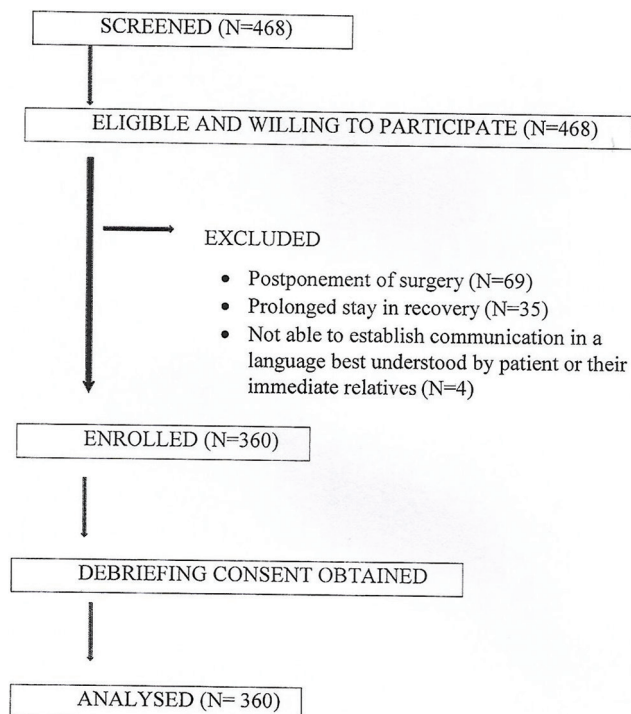 SCREENED (N=468)
ELIGIBLE AND WILLING TO PARTICIPATE (N=468)
EXCLUDED
• Postponement of surgery (N=69)
• Prolonged stay in recovery (N=35)
• Not able to establish communication in a
language best understood by patient or their
immediate relatives (N=4)
ENROLLED (N=360)
DEBRIEFING CONSENT OBTAINED
ANALYSED (N= 360)